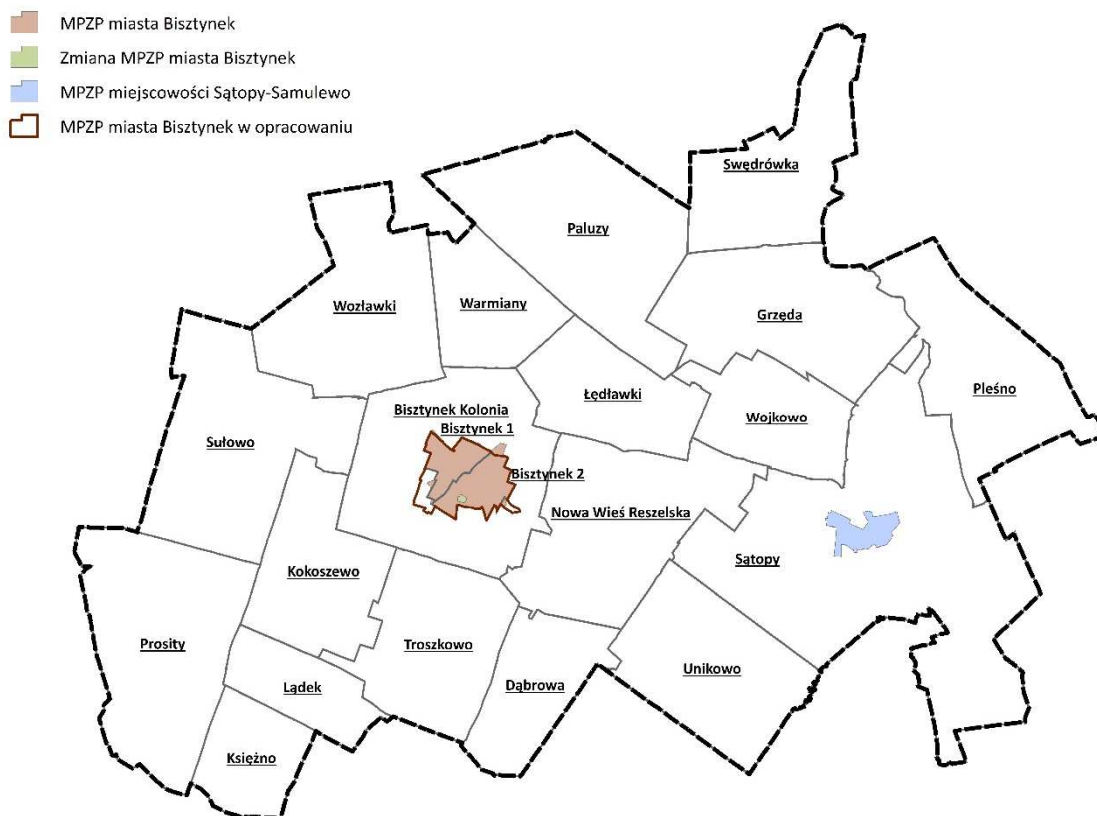 MPZP miasta Bisztynek
Zmiana MPZP miasta Bisztynek
MPZP miejscowości Sątopy-Samulewo
MPZP miasta Bisztynek w opracowaniu
Swędrówka
Paluzy
Wozławki
Warmiany
Grzęda
Pleśno
Łędławki
Bisztynek Kolonia
Wojkowo
Bisztynek 1
Sułowo
Bisztynek 2
Nowa Wieś Reszelska
Sątopy
Kokoszewo
Prosity
Troszkowo
Unikowo
Lądek
Dąbrowa
Księżno